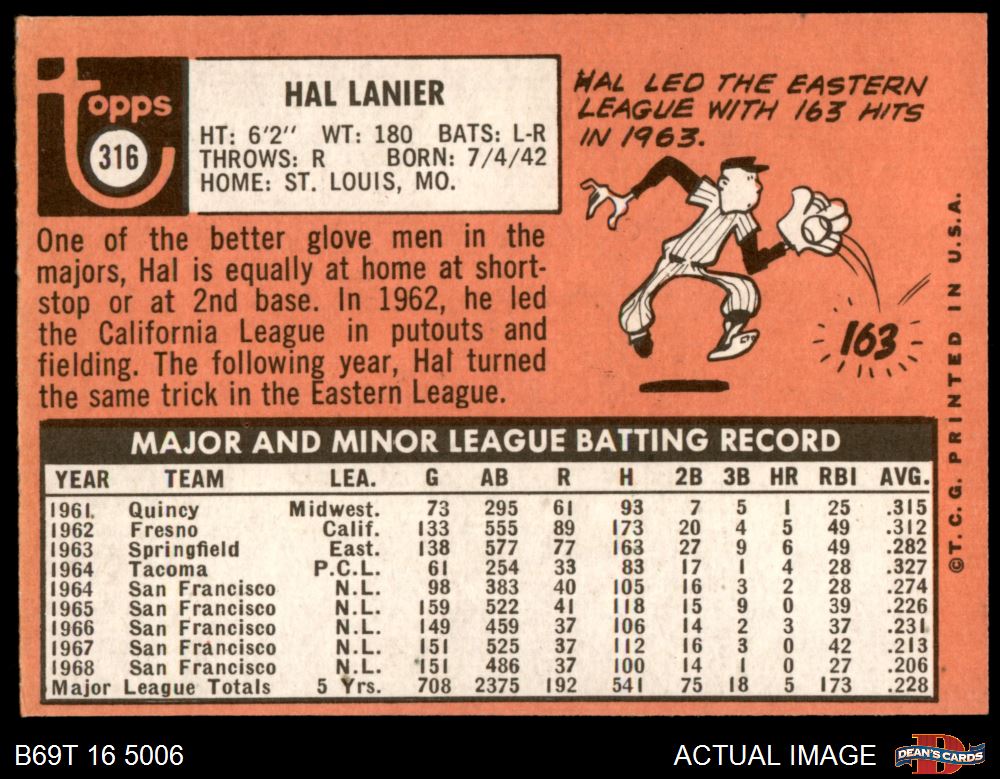 topps
316
HAL LANIER
HT: 6'2" WT: 180 BATS: L-R
THROWS: R BORN: 7/4/42
HOME: ST. LOUIS, MO.
HAL LED THE EASTERN
LEAGUE WITH 163 HITS
IN 1963.
163
One of the better glove men in the
majors, Hal is equally at home at short-
stop or at 2nd base. In 1962, he led
the California League in putouts and
fielding. The following year, Hal turned
the same trick in the Eastern League.
MAJOR AND MINOR LEAGUE BATTING RECORD
YEAR TEAM LEA. G AB R H 2B 3B HR RBI AVG.
1961 Quincy Midwest. 73 295 61 93 7 5 1 25 .315
1962 Fresno Calif. 133 555 89 173 20 4 5 49 .312
1963 Springfield East. 138 577 77 163 27 9 6 49 .282
1964 Tacoma P.C.L. 61 254 33 83 17 1 4 28 .327
1964 San Francisco N.L. 98 383 40 105 16 3 2 28 .274
1965 San Francisco N.L. 159 522 41 118 15 9 0 39 .226
1966 San Francisco N.L. 149 459 37 106 14 2 3 37 .231
1967 San Francisco N.L. 151 525 37 112 16 3 0 42 .213
1968 San Francisco N.L. 151 486 37 100 14 1 0 27 .206
Major League Totals 5 Yrs. 708 2375 192 541 75 18 5 173 .228
©T. C. G. PRINTED IN U.S.A.
B69T 16 5006
ACTUAL IMAGE
DEAN'S CARDS